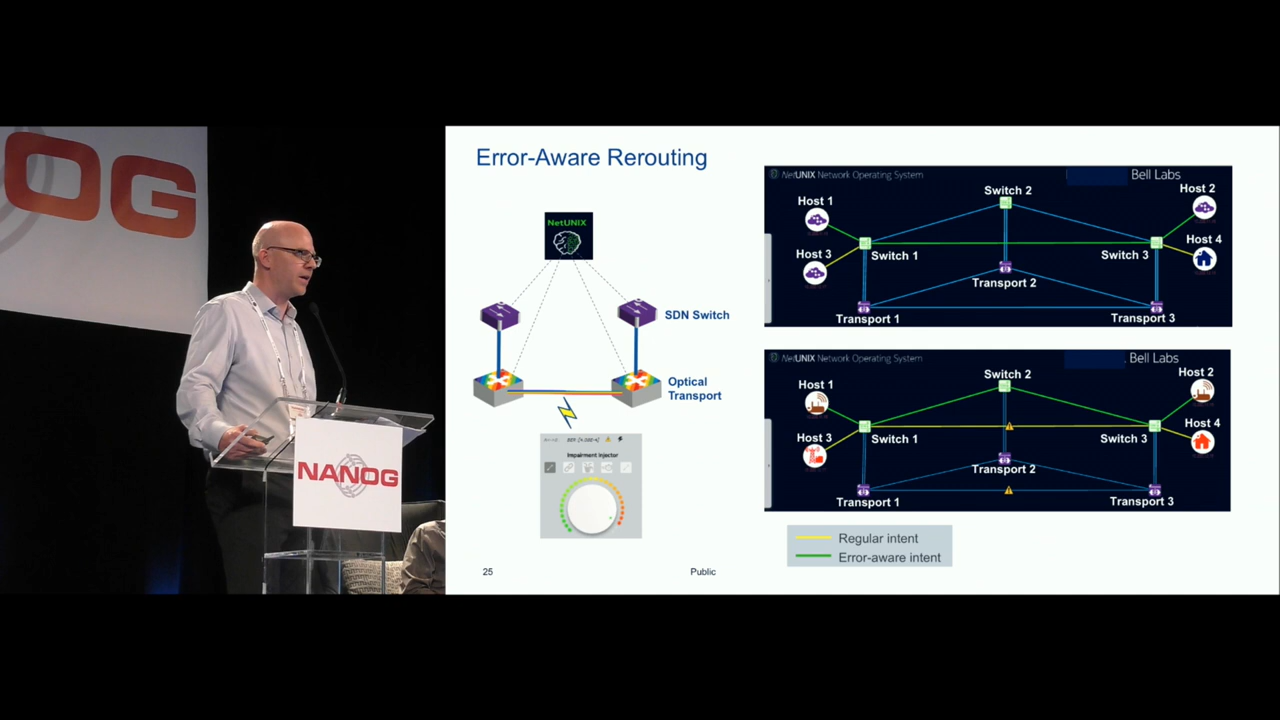 OG
NANOG
Error-Aware Rerouting
NetUNIX
SDN Switch
Optical
Transport
Impairment Injector
25
Public
NetUNIX Network Operating System
Bell Labs
Host 1
Switch 2
Host 2
Host 3
Switch 1
Switch 3
Host 4
Transport 2
Transport 1
Transport 3
NetUNIX Network Operating System
Bell Labs
Host 1
Switch 2
Host 2
Host 3
Switch 1
Switch 3
Host 4
Transport 2
Transport 1
Transport 3
Regular intent
Error-aware intent